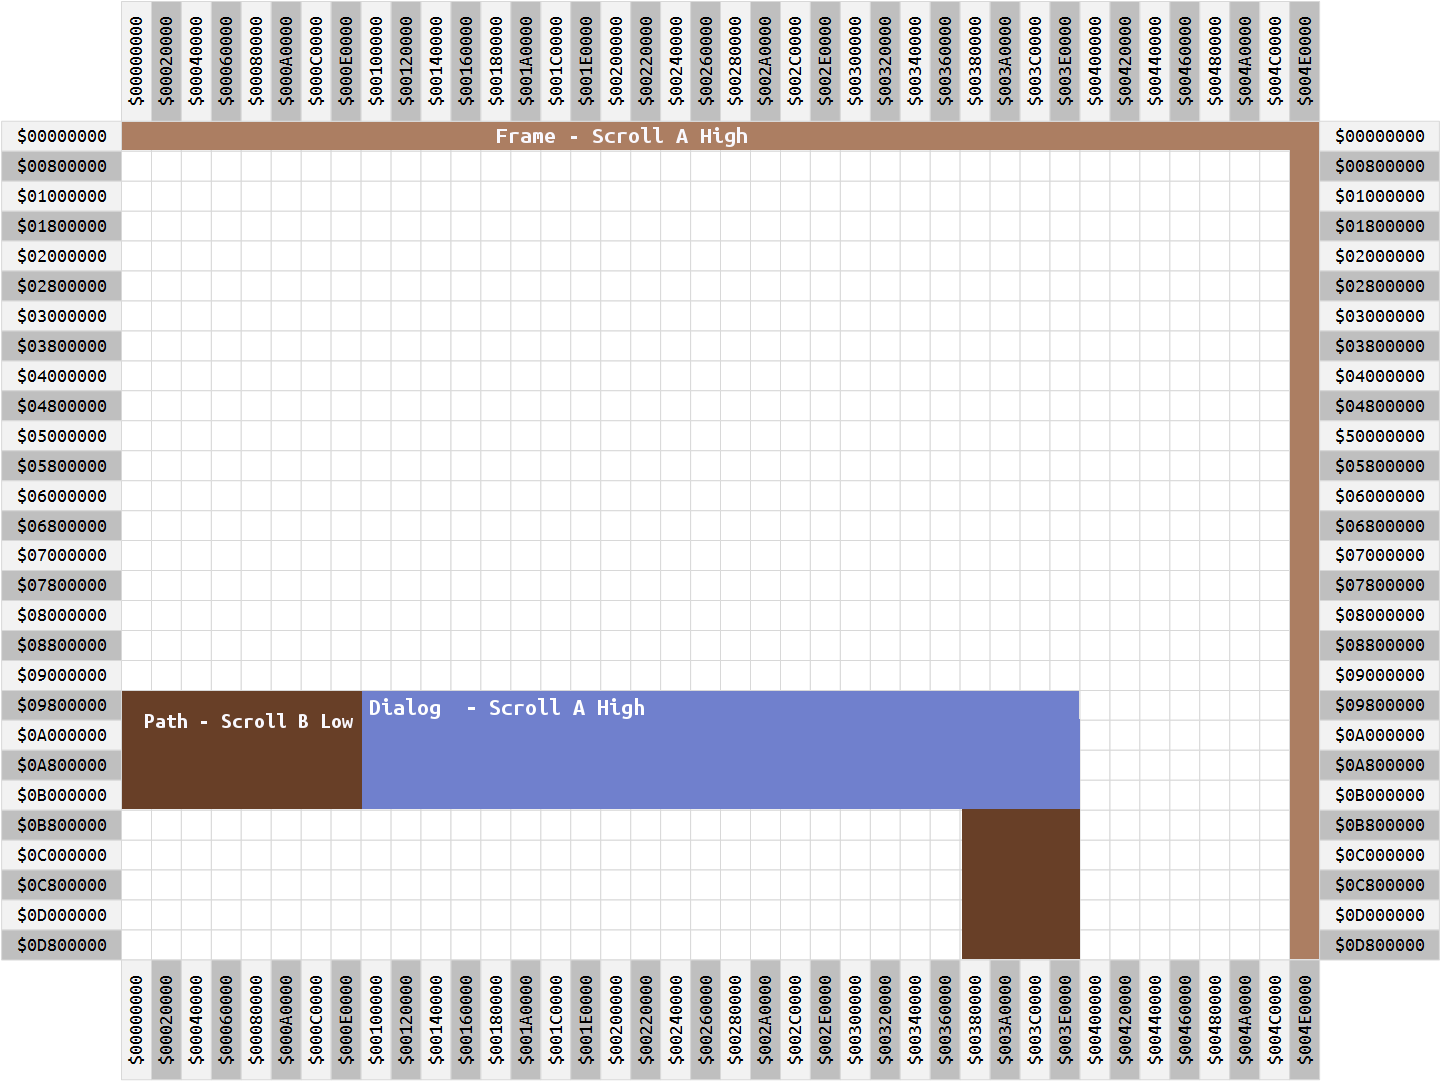 $00000000 $00020000 $00040000 $00060000 $00080000 $000A0000 $000C0000 $000E0000 $00100000 $00120000 $00140000 $00160000 $00180000 $001A0000 $001C0000 $001E0000 $00200000 $00220000 $00240000 $00260000 $00280000 $002A0000 $002C0000 $002E0000 $00300000 $00320000 $00340000 $00360000 $00380000 $003A0000 $003C0000 $003E0000 $00400000 $00420000 $00440000 $00460000 $00480000 $004A0000 $004C0000 $004E0000
$00000000 Frame - Scroll A High $00000000
$00800000 $00800000
$01000000 $01000000
$01800000 $01800000
$02000000 $02000000
$02800000 $02800000
$03000000 $03000000
$03800000 $03800000
$04000000 $04000000
$04800000 $04800000
$05000000 $50000000
$05800000 $05800000
$06000000 $06000000
$06800000 $06800000
$07000000 $07000000
$07800000 $07800000
$08000000 $08000000
$08800000 $08800000
$09000000 $09000000
$09800000 Dialog  - Scroll A High $09800000
Path - Scroll B Low
$0A000000 $0A000000
$0A800000 $0A800000
$0B000000 $0B000000
$0B800000 $0B800000
$0C000000 $0C000000
$0C800000 $0C800000
$0D000000 $0D000000
$0D800000 $0D800000
$00000000 $00020000 $00040000 $00060000 $00080000 $000A0000 $000C0000 $000E0000 $00100000 $00120000 $00140000 $00160000 $00180000 $001A0000 $001C0000 $001E0000 $00200000 $00220000 $00240000 $00260000 $00280000 $002A0000 $002C0000 $002E0000 $00300000 $00320000 $00340000 $00360000 $00380000 $003A0000 $003C0000 $003E0000 $00400000 $00420000 $00440000 $00460000 $00480000 $004A0000 $004C0000 $004E0000